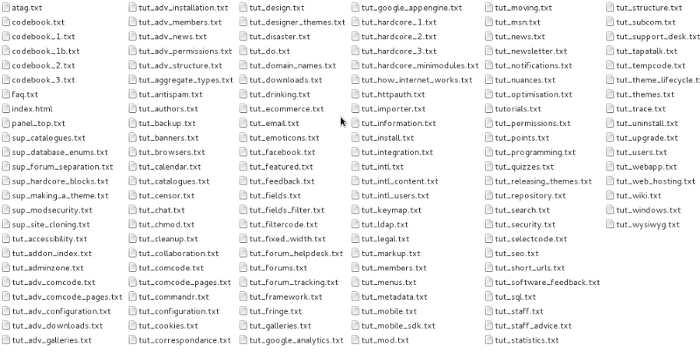 atag.txt
codebook.txt
codebook_1.txt
codebook_1b.txt
codebook_2.txt
codebook_3.txt
faq.txt
index.html
panel_top.txt
sup_catalogues.txt
sup_database_enums.txt
sup_forum_separation.txt
sup_hardcore_blocks.txt
sup_making_a_theme.txt
sup_modsecurity.txt
sup_site_cloning.txt
tut_accessibility.txt
tut_addon_index.txt
tut_adminzone.txt
tut_adv_comcode.txt
tut_adv_comcode_pages.txt
tut_adv_configuration.txt
tut_adv_downloads.txt
tut_adv_galleries.txt
tut_adv_installation.txt
tut_adv_members.txt
tut_adv_news.txt
tut_adv_permissions.txt
tut_adv_structure.txt
tut_aggregate_types.txt
tut_antispam.txt
tut_authors.txt
tut_backup.txt
tut_banners.txt
tut_browsers.txt
tut_calendar.txt
tut_catalogues.txt
tut_censor.txt
tut_chat.txt
tut_chmod.txt
tut_cleanup.txt
tut_collaboration.txt
tut_comcode.txt
tut_comcode_pages.txt
tut_commandr.txt
tut_configuration.txt
tut_cookies.txt
tut_correspondance.txt
tut_design.txt
tut_designer_themes.txt
tut_disaster.txt
tut_do.txt
tut_domain_names.txt
tut_downloads.txt
tut_drinking.txt
tut_ecommerce.txt
tut_email.txt
tut_emoticons.txt
tut_facebook.txt
tut_featured.txt
tut_feedback.txt
tut_fields.txt
tut_fields_filter.txt
tut_filtercode.txt
tut_fixed_width.txt
tut_forum_helpdesk.txt
tut_forums.txt
tut_forum_tracking.txt
tut_framework.txt
tut_fringe.txt
tut_galleries.txt
tut_google_analytics.txt
tut_google_appengine.txt
tut_hardcore_1.txt
tut_hardcore_2.txt
tut_hardcore_3.txt
tut_hardcore_minimodules.txt
tut_how_internet_works.txt
tut_httpauth.txt
tut_importer.txt
tut_information.txt
tut_install.txt
tut_integration.txt
tut_intl.txt
tut_intl_content.txt
tut_intl_users.txt
tut_keymap.txt
tut_ldap.txt
tut_legal.txt
tut_markup.txt
tut_members.txt
tut_menus.txt
tut_metadata.txt
tut_mobile.txt
tut_mobile_sdk.txt
tut_mod.txt
tut_moving.txt
tut_msn.txt
tut_news.txt
tut_newsletter.txt
tut_notifications.txt
tut_nuances.txt
tut_optimisation.txt
tutorials.txt
tut_permissions.txt
tut_points.txt
tut_programming.txt
tut_quizzes.txt
tut_releasing_themes.txt
tut_repository.txt
tut_search.txt
tut_security.txt
tut_selectcode.txt
tut_seo.txt
tut_short_urls.txt
tut_software_feedback.txt
tut_sql.txt
tut_staff.txt
tut_staff_advice.txt
tut_statistics.txt
tut_structure.txt
tut_subcom.txt
tut_support_desk.txt
tut_tapatalk.txt
tut_tempcode.txt
tut_theme_lifecycle.t
tut_themes.txt
tut_trace.txt
tut_uninstall.txt
tut_upgrade.txt
tut_users.txt
tut_webapp.txt
tut_web_hosting.txt
tut_wiki.txt
tut_windows.txt
tut_wysiwyg.txt